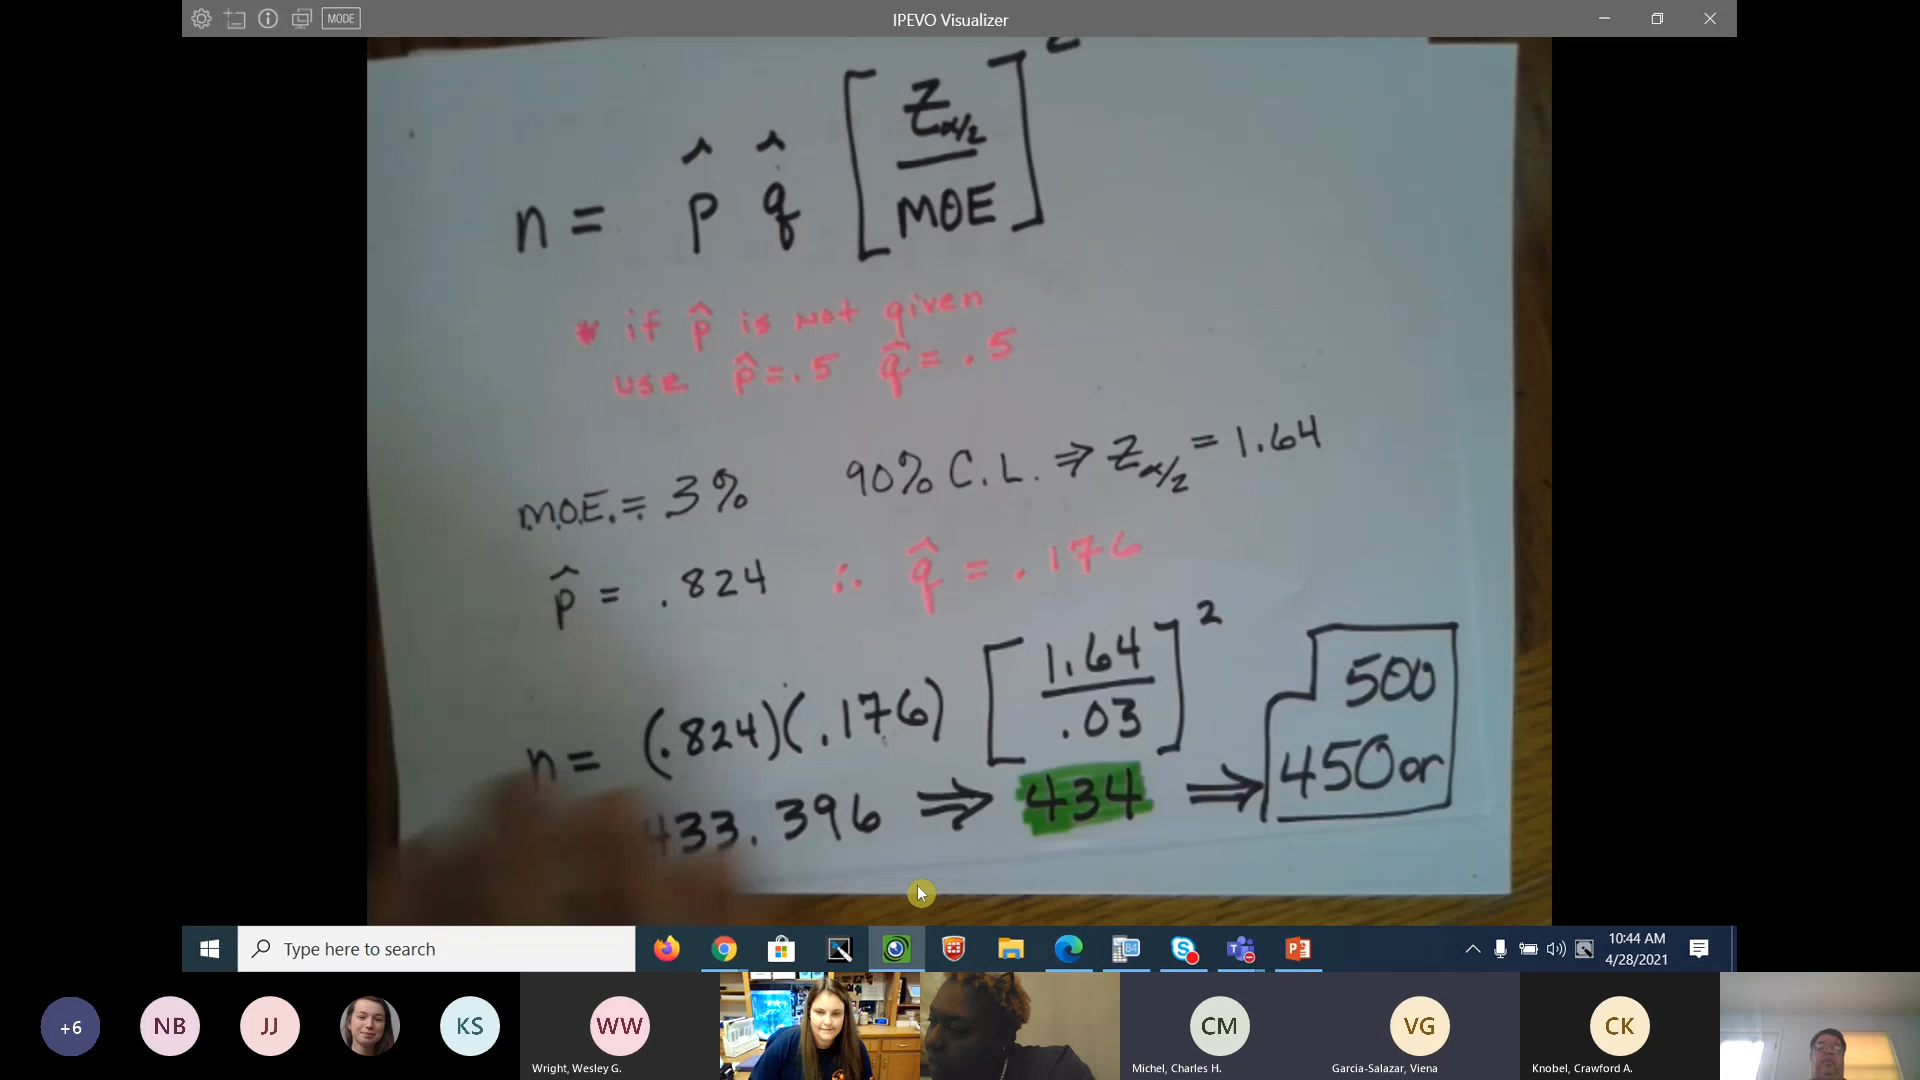 MODE
IPEVO Visualizer
n = p̂ q̂ [Zα/2 / MOE]²
* if p̂ is not given
use p̂ = .5 q̂ = .5
M.O.E. = 3% 90% C.L. ⇒ Zα/2 = 1.64
p̂ = .824 ∴ q̂ = .176
n = (.824)(.176) [1.64 / .03]²
433.396 ⇒ 434 ⇒ 450 or 500
Type here to search
84
10:44 AM
4/28/2021
+6
NB
JJ
KS
WW
Wright, Wesley G.
CM
Michel, Charles H.
VG
Garcia-Salazar, Viena
CK
Knobel, Crawford A.